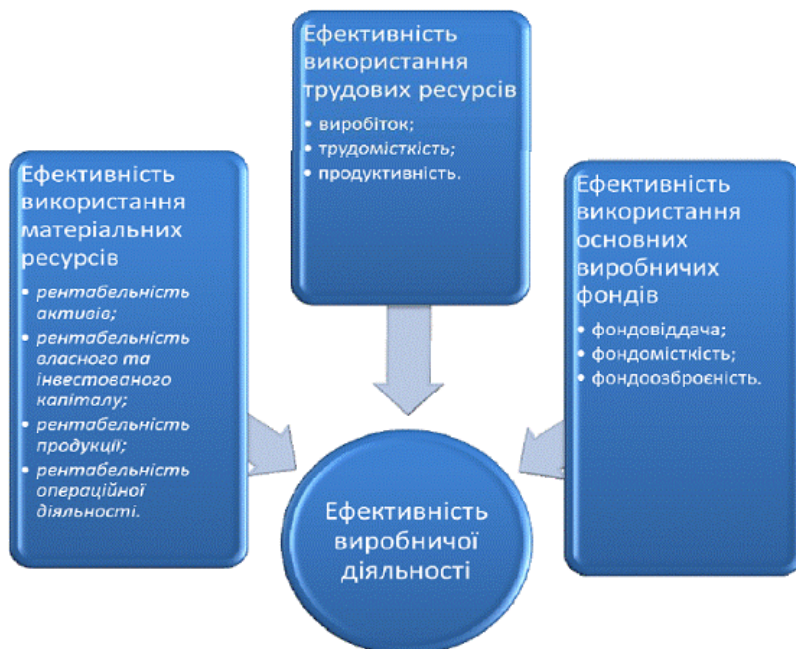 Ефективність
використання
трудових ресурсів
• виробіток;
• трудомісткість;
• продуктивність.
Ефективність
використання
матеріальних
ресурсів
• рентабельність
активів;
• рентабельність
власного та
інвестованого
капіталу;
• рентабельність
продукції;
• рентабельність
операційної
діяльності.
Ефективність
використання
основних
виробничих
фондів
• фондовіддача;
• фондомісткість;
• фондоозброєність.
Ефективність
виробничої
діяльності